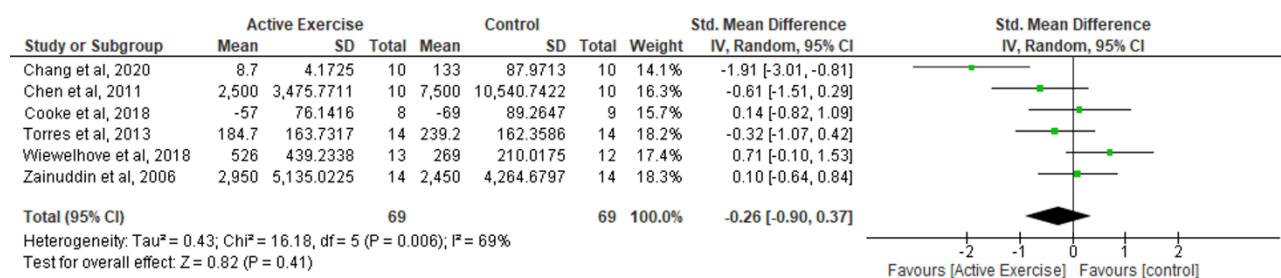 Active Exercise Control Std. Mean Difference Std. Mean Difference
Study or Subgroup Mean SD Total Mean SD Total Weight IV, Random, 95% CI IV, Random, 95% CI
Chang et al, 2020 8.7 4.1725 10 133 87.9713 10 14.1% -1.91 [-3.01, -0.81]
Chen et al, 2011 2,500 3,475.7711 10 7,500 10,540.7422 10 16.3% -0.61 [-1.51, 0.29]
Cooke et al, 2018 -57 76.1416 8 -69 89.2647 9 15.7% 0.14 [-0.82, 1.09]
Torres et al, 2013 184.7 163.7317 14 239.2 162.3586 14 18.2% -0.32 [-1.07, 0.42]
Wiewelhove et al, 2018 526 439.2338 13 269 210.0175 12 17.4% 0.71 [-0.10, 1.53]
Zainuddin et al, 2006 2,950 5,135.0225 14 2,450 4,264.6797 14 18.3% 0.10 [-0.64, 0.84]
Total (95% CI) 69 69 100.0% -0.26 [-0.90, 0.37]
Heterogeneity: Tau² = 0.43; Chi² = 16.18, df = 5 (P = 0.006); I² = 69%
Test for overall effect: Z = 0.82 (P = 0.41)
-2 -1 0 1 2
Favours [Active Exercise] Favours [control]